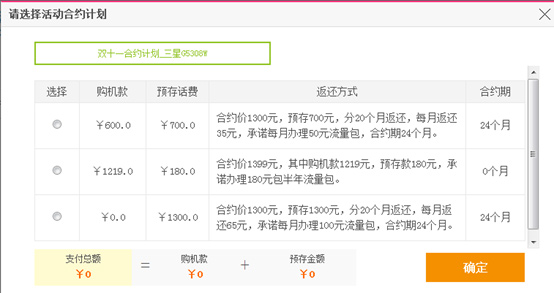 请选择活动合约计划
双十一合约计划_三星G5308W
选择 购机款 预存话费 返还方式 合约期
￥600.0 ￥700.0 合约价1300元，预存700元，分20个月返还，每月返还 24个月
35元，承诺每月办理50元流量包，合约期24个月。
￥1219.0 ￥180.0 合约价1399元，其中购机款1219元，预存款180元，承 0个月
诺办理180元包半年流量包。
￥0.0 ￥1300.0 合约价1300元，预存1300元，分20个月返还，每月返 24个月
还65元，承诺每月办理100元流量包，合约期24个月。
支付总额 购机款 预存金额
￥0 = ￥0 + ￥0
确定